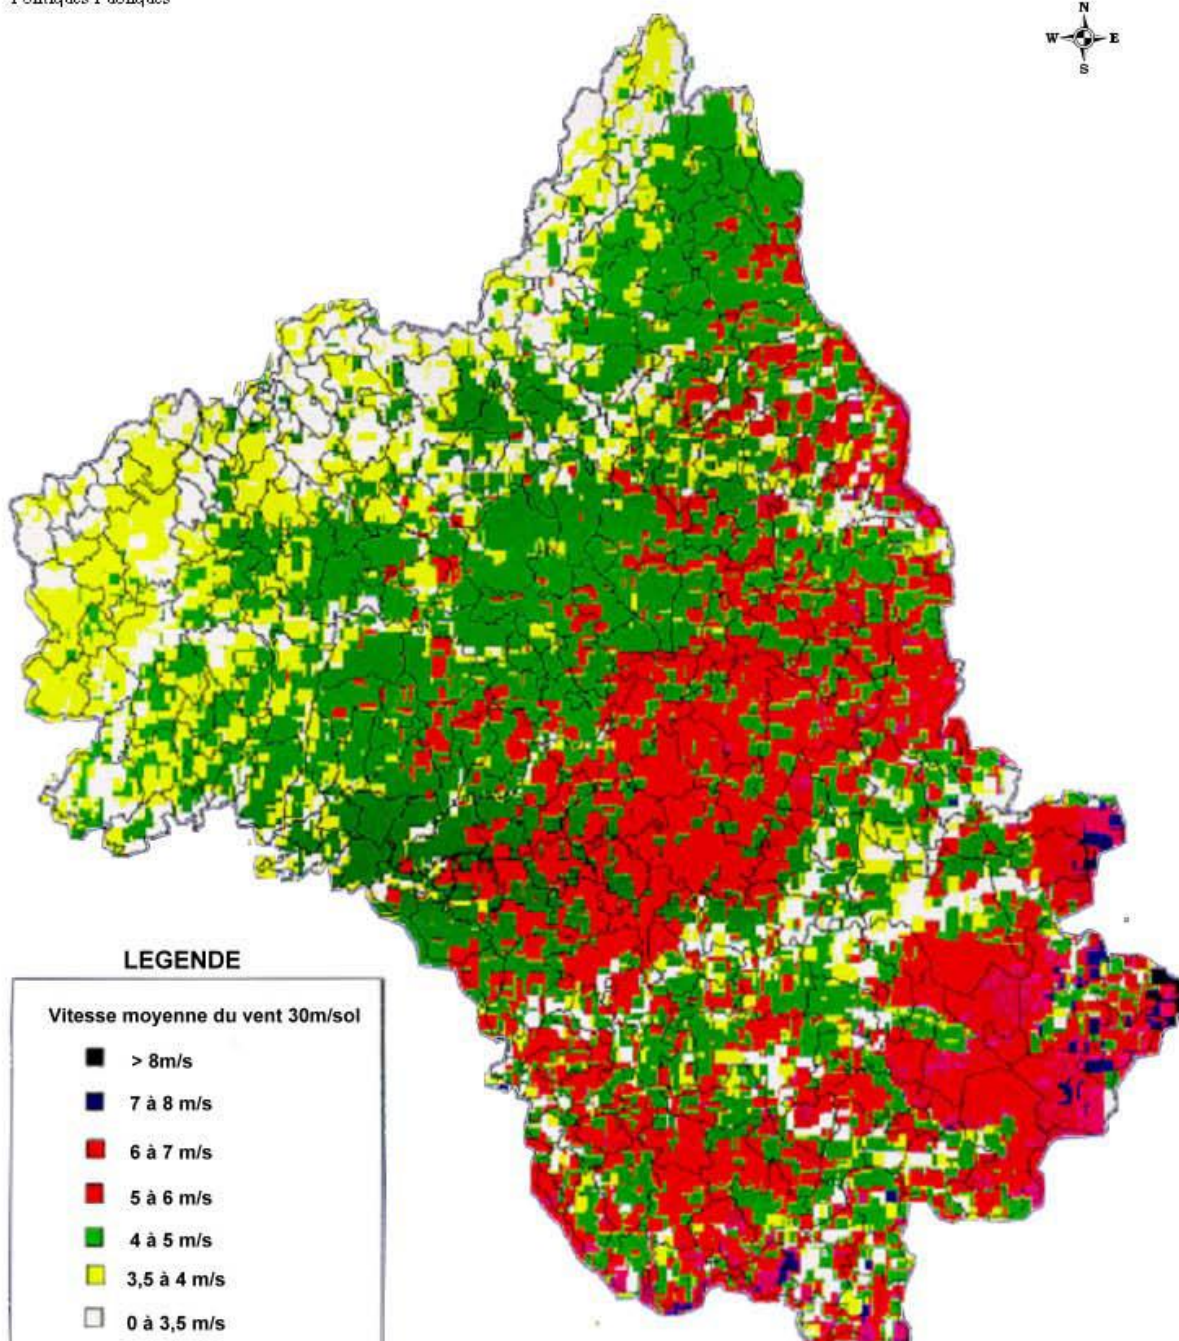 N
W E
S
LEGENDE
Vitesse moyenne du vent 30m/sol
> 8m/s
7 à 8 m/s
6 à 7 m/s
5 à 6 m/s
4 à 5 m/s
3,5 à 4 m/s
0 à 3,5 m/s